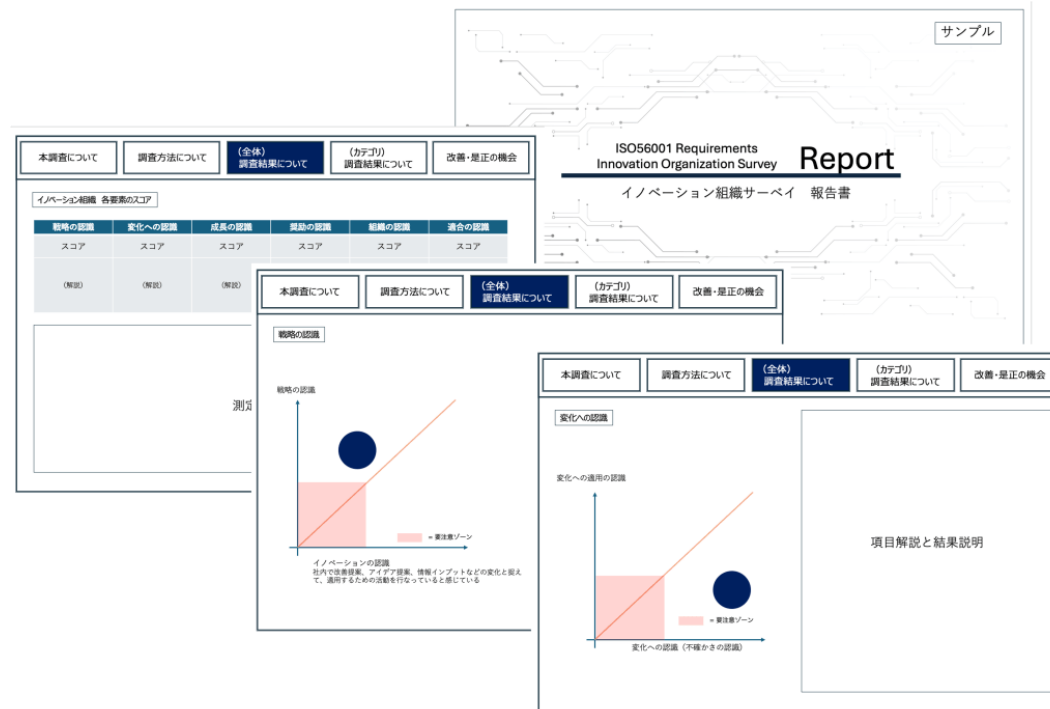 サンプル
ISO56001 Requirements
Innovation Organization Survey
Report
イノベーション組織サーベイ 報告書
本調査について
調査方法について
(全体)
調査結果について
(カテゴリ)
調査結果について
改善・是正の機会
イノベーション組織 各要素のスコア
戦略の認識 変化への認識 成長の認識 奨励の認識 組織の認識 適合の認識
スコア スコア スコア スコア スコア スコア
(解説) (解説) (解説)
測定
本調査について
調査方法について
(全体)
調査結果について
(カテゴリ)
調査結果について
改善・是正の機会
戦略の認識
戦略の認識
= 要注意ゾーン
イノベーションの認識
社内で改善提案、アイデア提案、情報インプットなどの変化と捉え
て、適用するための活動を行なっていると感じている
本調査について
調査方法について
(全体)
調査結果について
(カテゴリ)
調査結果について
改善・是正の機会
変化への認識
変化への適用の認識
= 要注意ゾーン
変化への認識(不確かさの認識)
項目解説と結果説明